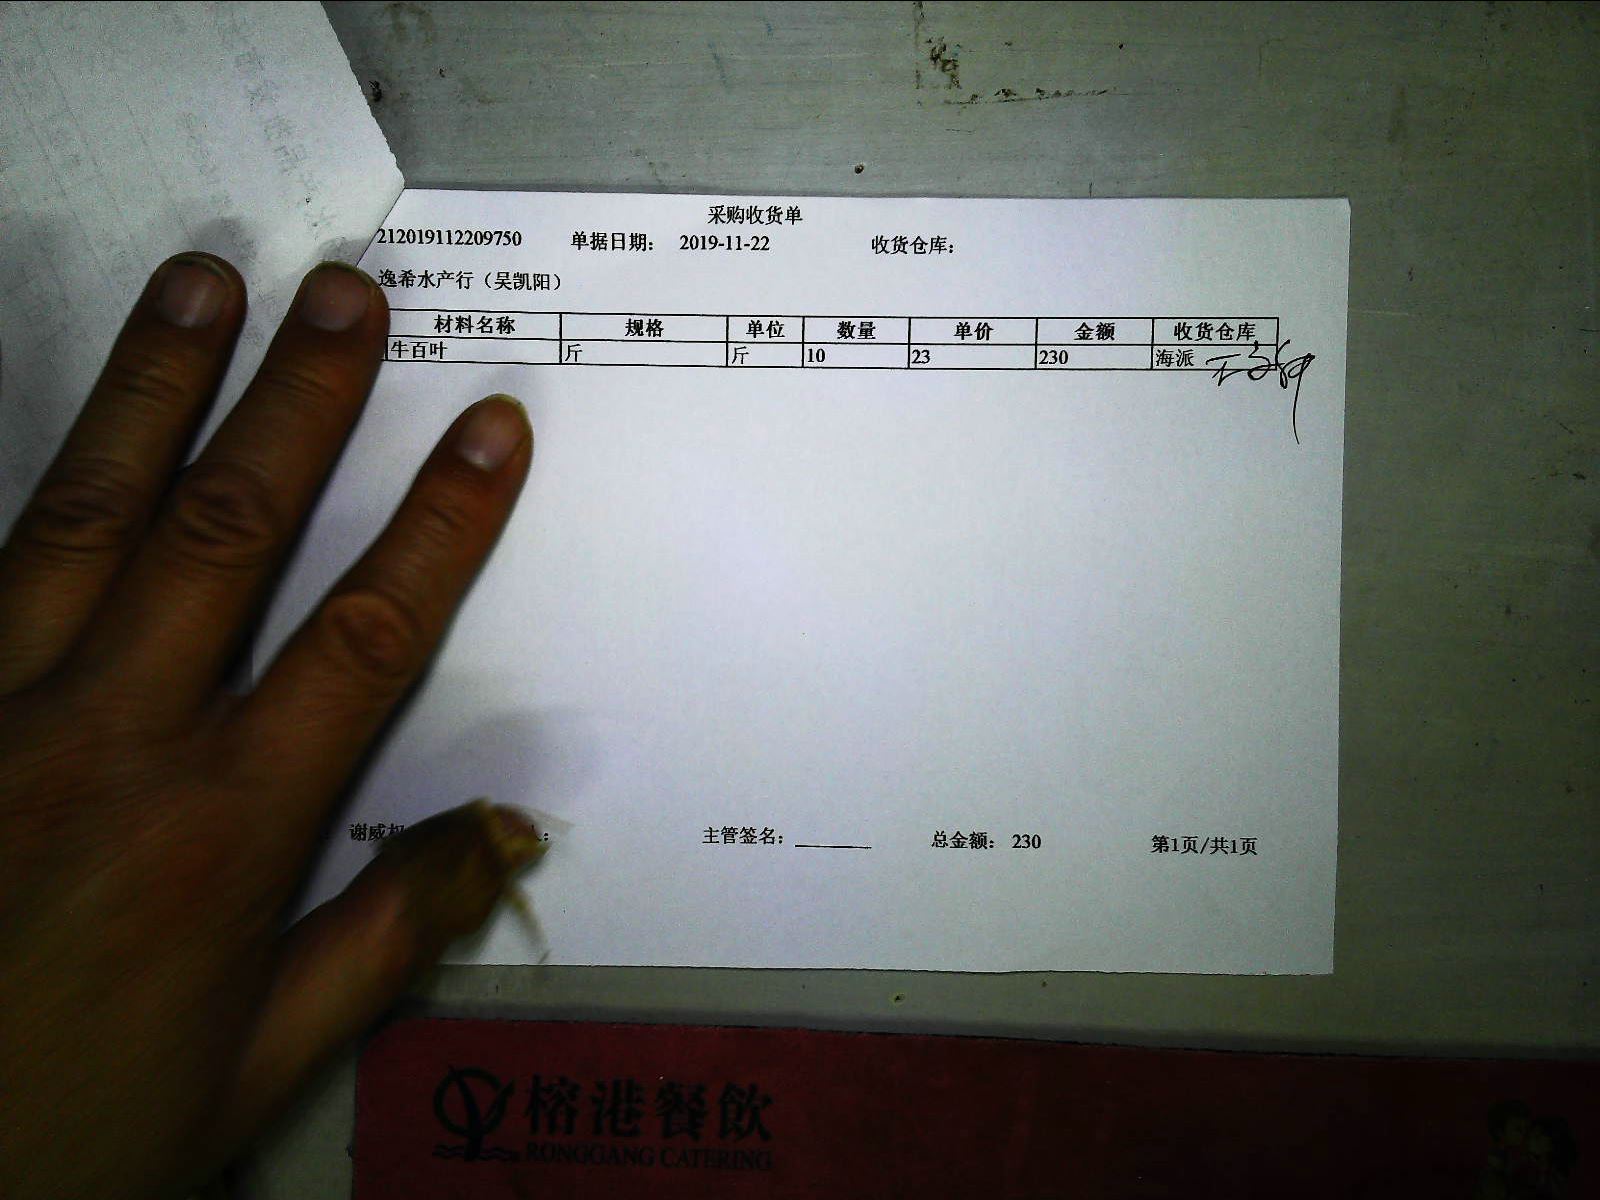 采购收货单
212019112209750 单据日期： 2019-11-22 收货仓库：
逸希水产行（吴凯阳）
材料名称 规格 单位 数量 单价 金额 收货仓库
牛百叶 斤 斤 10 23 230 海派
谢威 人： 主管签名： 总金额： 230 第1页/共1页
榕港餐飲
RONGGANG CATERING